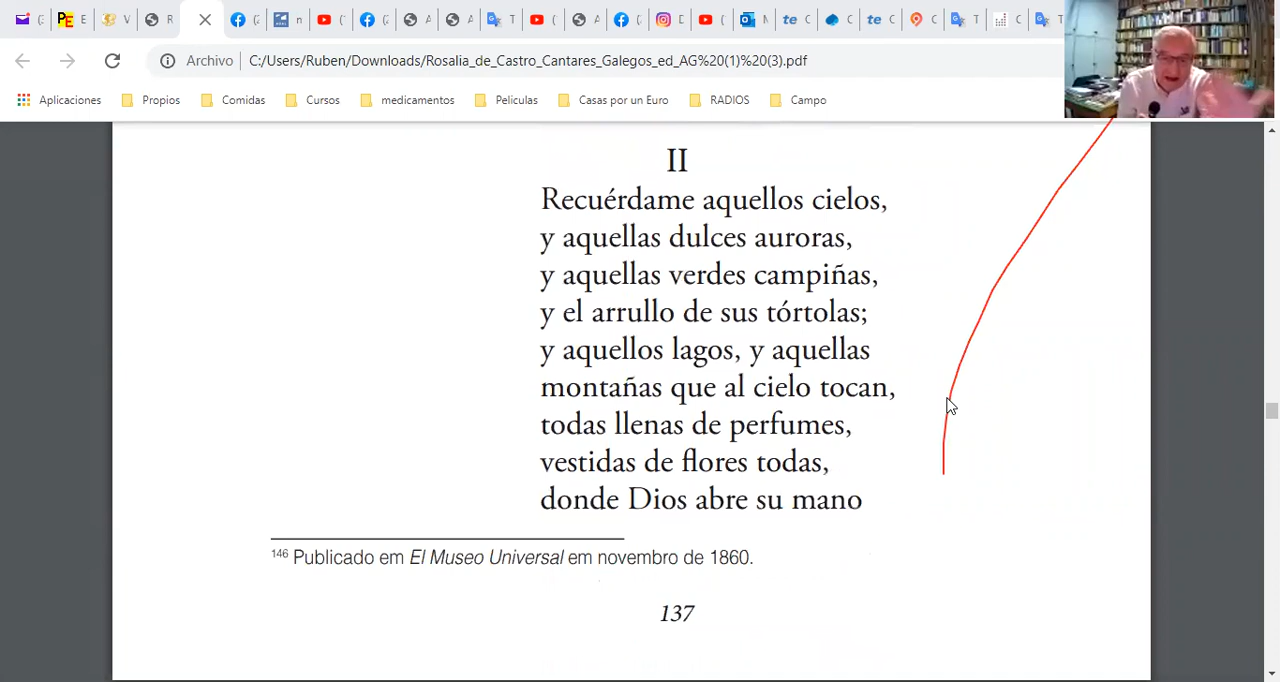 Archivo C:/Users/Ruben/Downloads/Rosalía_de_Castro_Cantares_Galegos_ed_AG%20(1)%20(3).pdf
Aplicaciones Propios Comidas Cursos medicamentos Peliculas Casas por un Euro RADIOS Campo
II
Recuérdame aquellos cielos,
y aquellas dulces auroras,
y aquellas verdes campiñas,
y el arrullo de sus tórtolas;
y aquellos lagos, y aquellas
montañas que al cielo tocan,
todas llenas de perfumes,
vestidas de flores todas,
donde Dios abre su mano
146 Publicado em El Museo Universal em novembro de 1860.
137